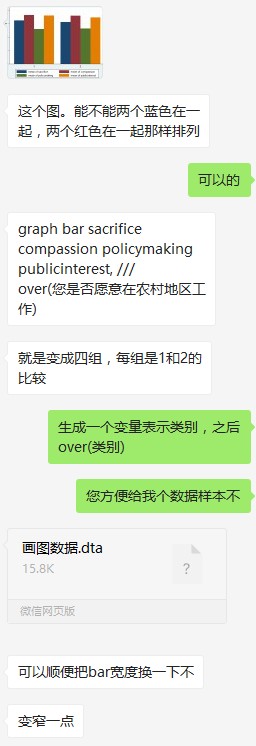 这个图。能不能两个蓝色在一
起，两个红色在一起那样排列
可以的
graph bar sacrifice
compassion policymaking
publicinterest, ///
over(您是否愿意在农村地区工
作)
就是变成四组，每组是1和2的
比较
生成一个变量表示类别，之后
over(类别)
您方便给我个数据样本不
画图数据.dta
15.8K
?
微信网页版
可以顺便把bar宽度换一下不
变窄一点